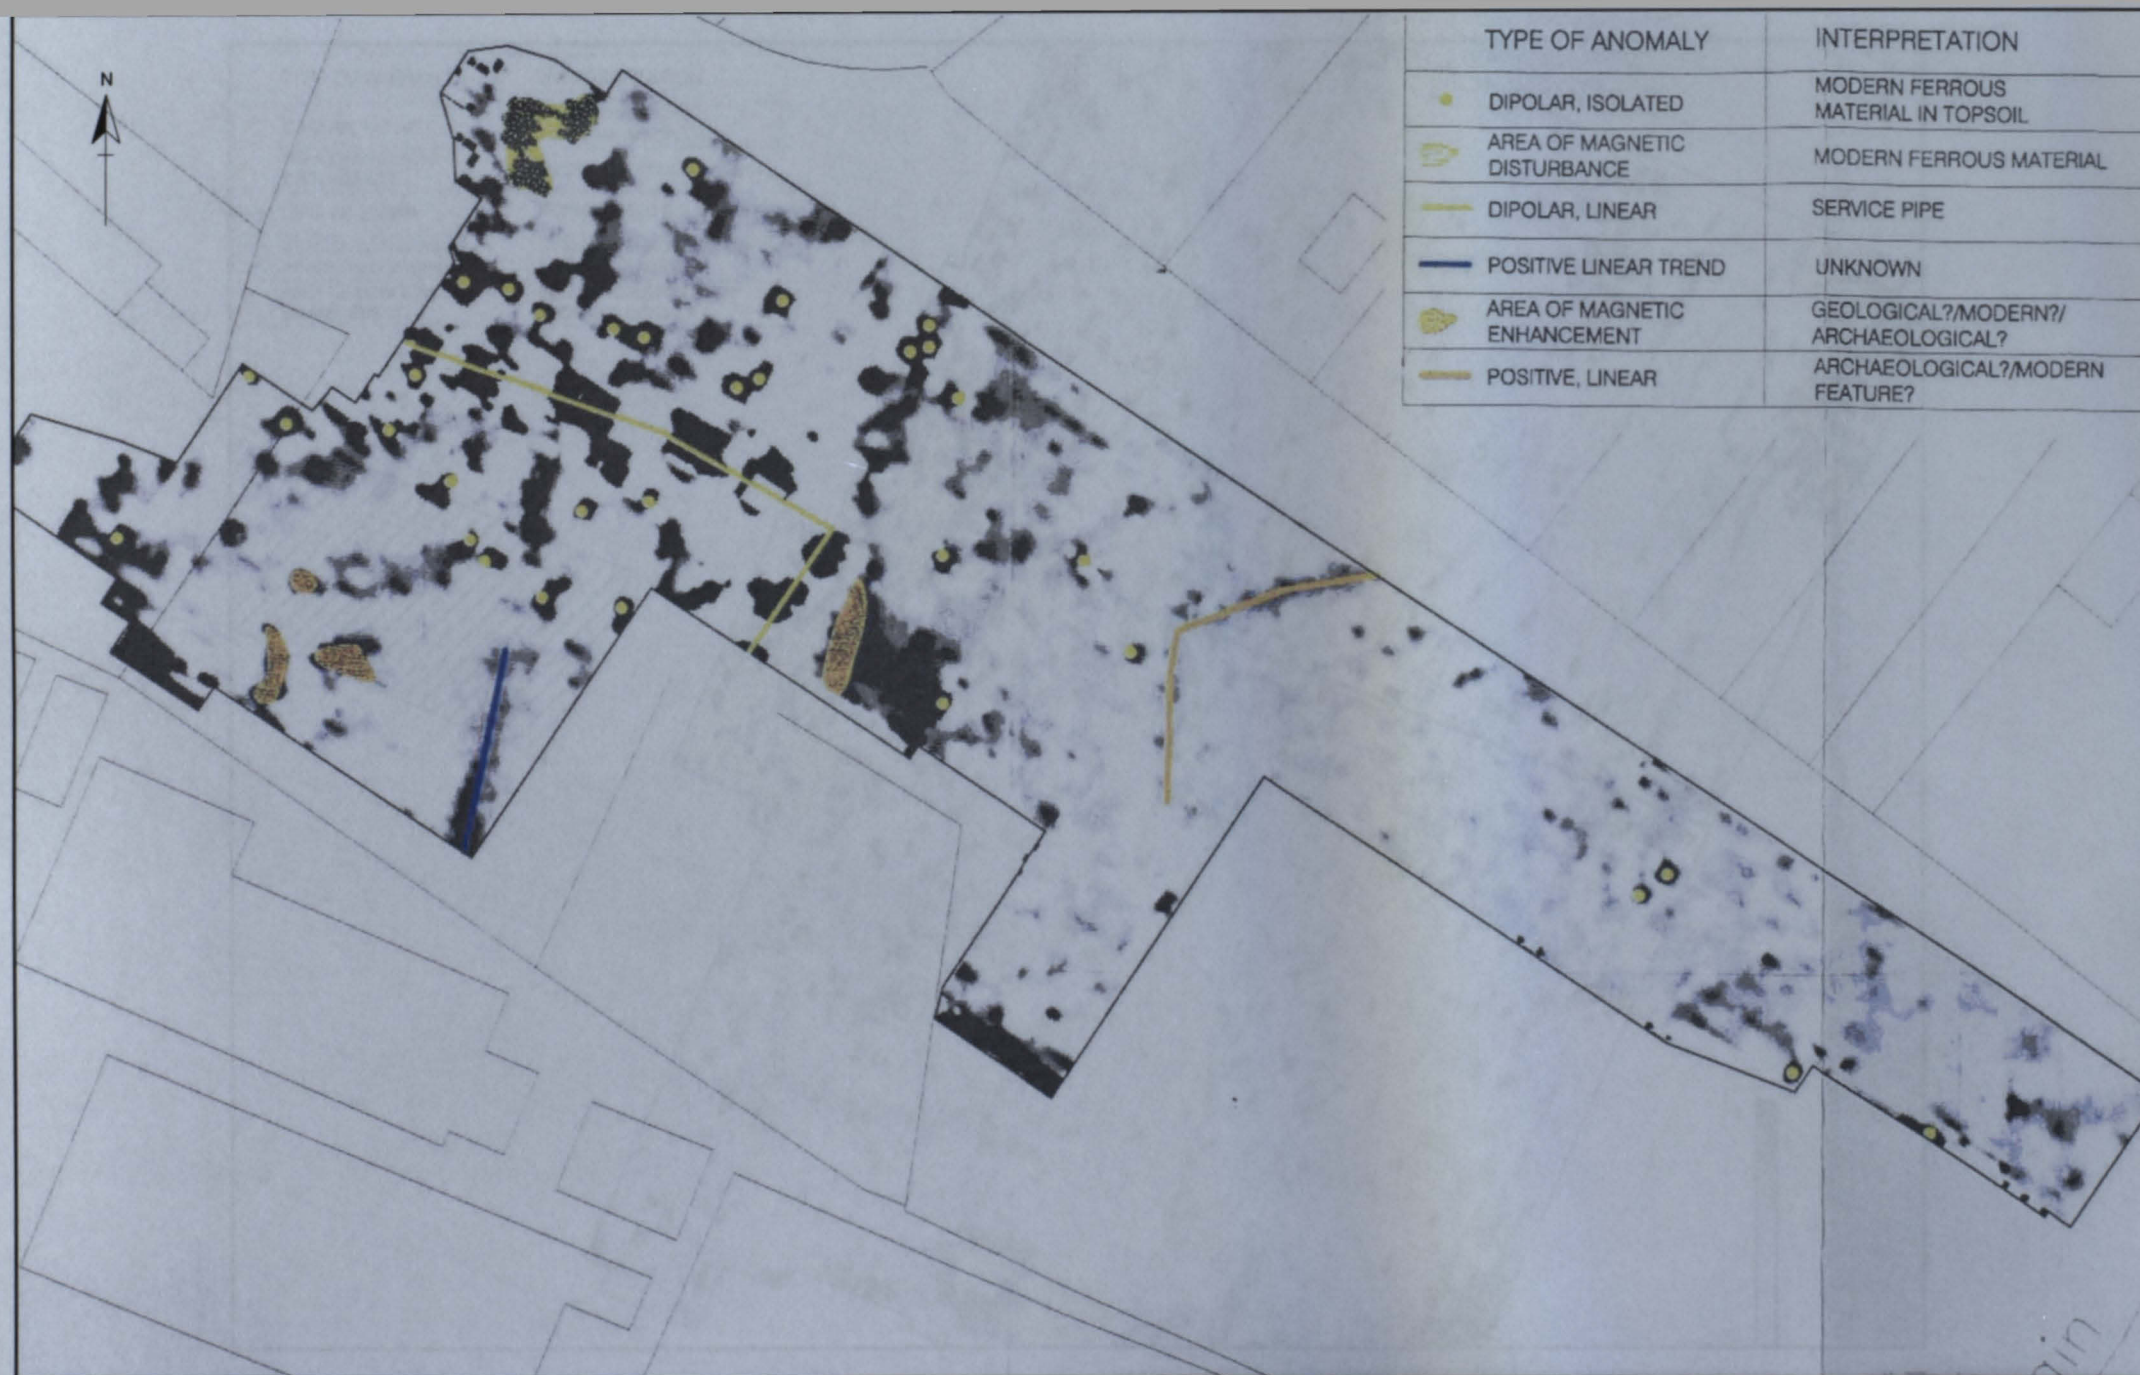 N
TYPE OF ANOMALY
INTERPRETATION
DIPOLAR, ISOLATED
MODERN FERROUS
MATERIAL IN TOPSOIL
AREA OF MAGNETIC
DISTURBANCE
MODERN FERROUS MATERIAL
DIPOLAR, LINEAR
SERVICE PIPE
POSITIVE LINEAR TREND
UNKNOWN
AREA OF MAGNETIC
ENHANCEMENT
GEOLOGICAL?/MODERN?/
ARCHAEOLOGICAL?
POSITIVE, LINEAR
ARCHAEOLOGICAL?/MODERN
FEATURE?